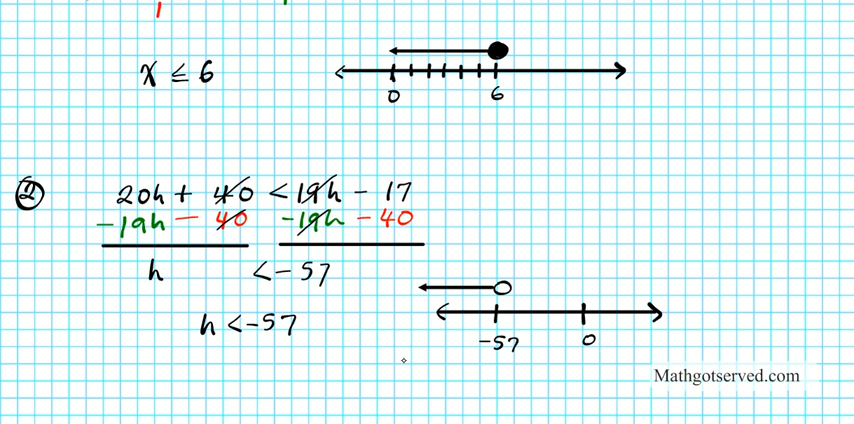 x ≤ 6
0 6
② 20h + 40 < 19h - 17
-19h - 40 -19h - 40
h < -57
h < -57
-57 0
Mathgotserved.com